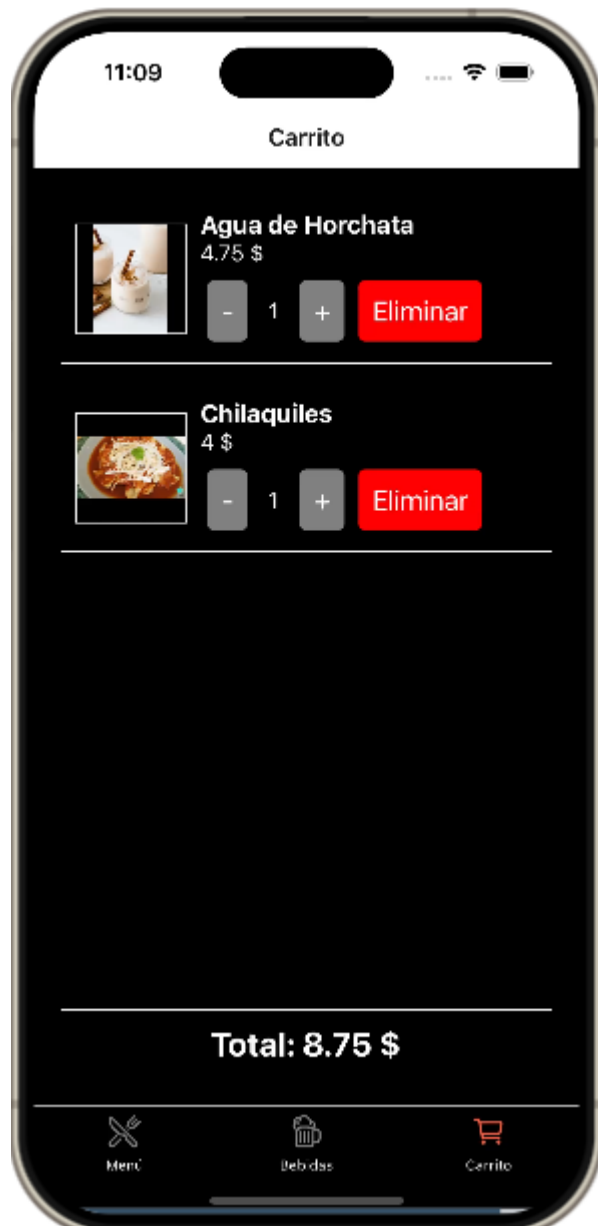 11:09
Carrito
Agua de Horchata
4.75 $
- 1 + Eliminar
Chilaquiles
4 $
- 1 + Eliminar
Total: 8.75 $
Menú Bebidas Carrito